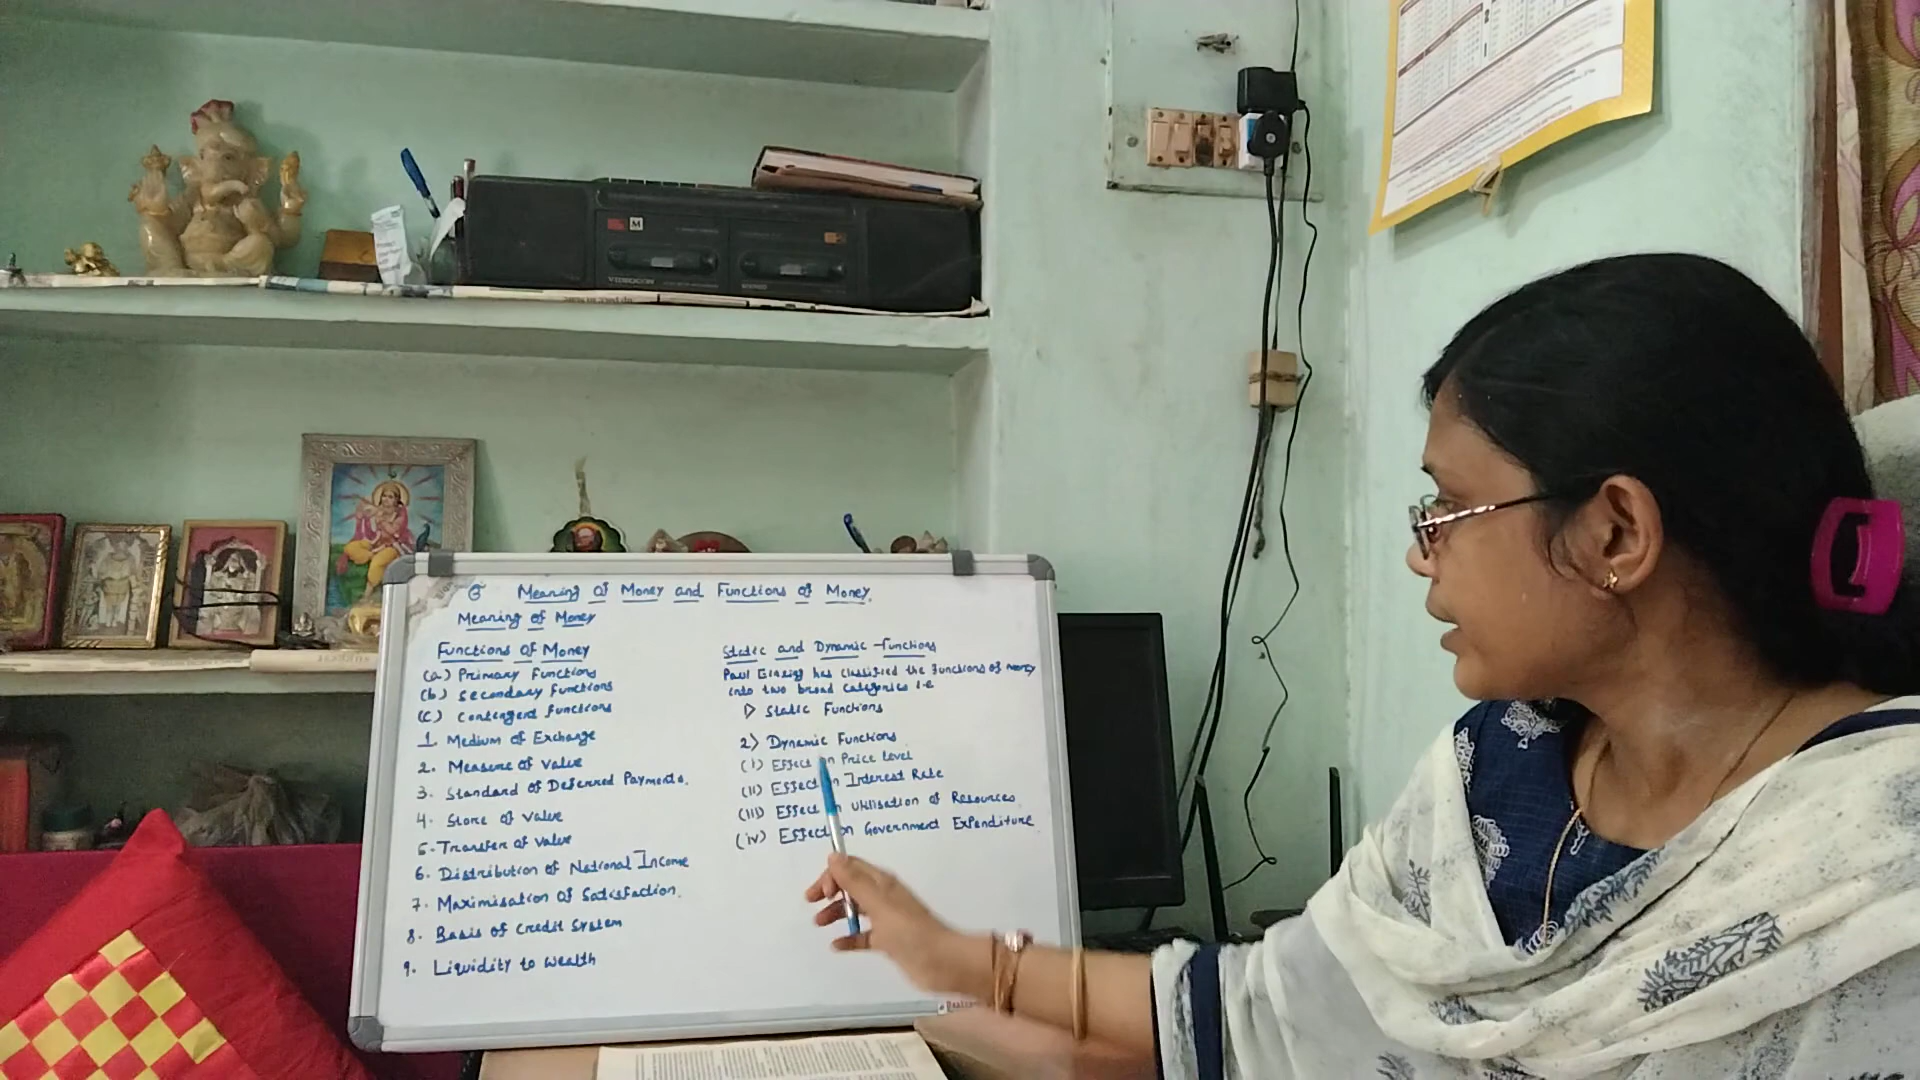 Meaning of Money and Functions of Money.
Meaning of Money
Functions of Money
(a) Primary Functions
(b) Secondary Functions
(c) Contingent Functions
1. Medium of Exchange
2. Measure of Value
3. Standard of Deferred Payments.
4. Store of Value
5. Transfer of Value
6. Distribution of National Income
7. Maximisation of Satisfaction.
8. Basis of Credit System
9. Liquidity to Wealth
Static and Dynamic Functions
Paul Einzig has classified the functions of money
into two broad categories i.e
1) Static Functions
2) Dynamic Functions
(i) Effect on Price Level
(ii) Effect on Interest Rate
(iii) Effect on Utilisation of Resources
(iv) Effect on Government Expenditure
VIDEOCON
M